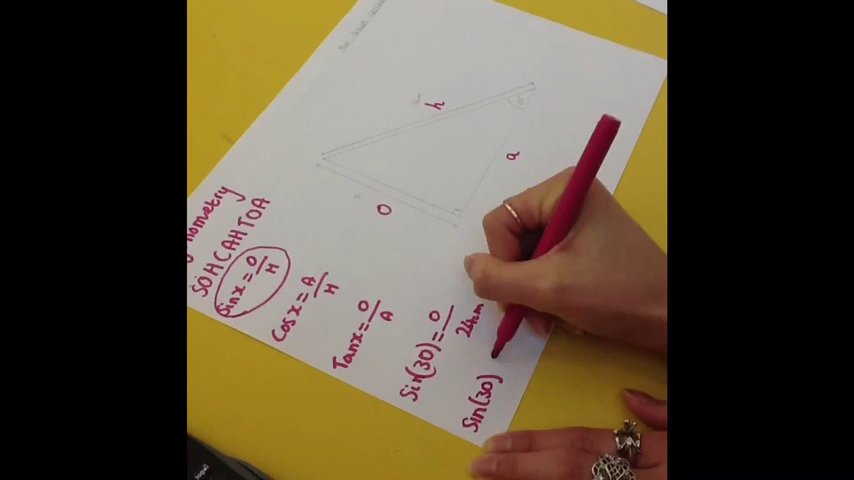 SOHCAHTOA
Sinx = O/H
Cosx = A/H
Tanx = O/A
Sin(30) = O/24cm
Sin(30)
h
a
O